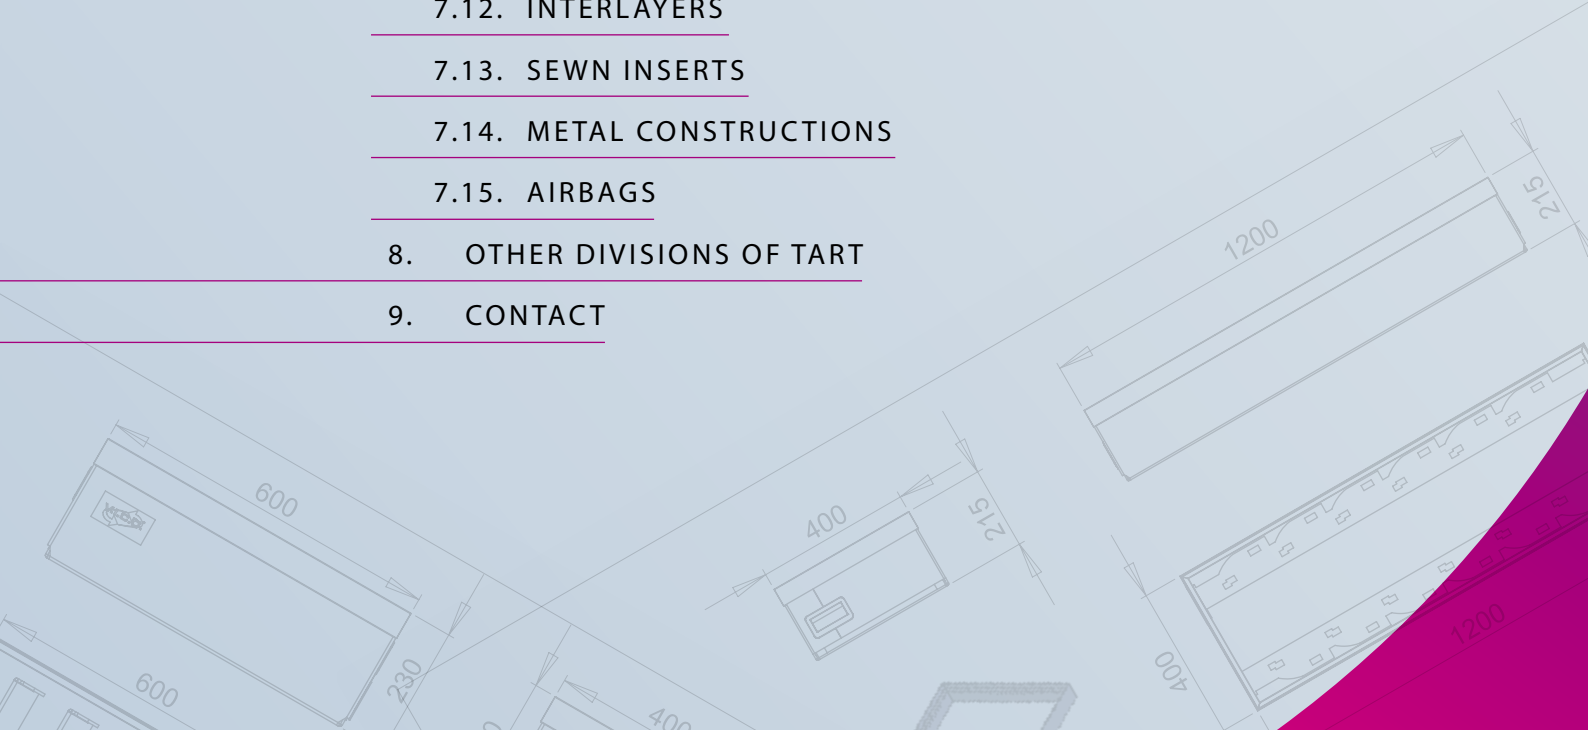 7.12. INTERLAYERS
7.13. SEWN INSERTS
7.14. METAL CONSTRUCTIONS
7.15. AIRBAGS
8. OTHER DIVISIONS OF TART
9. CONTACT
1200
215
600
400
215
230
600
400
400
1200